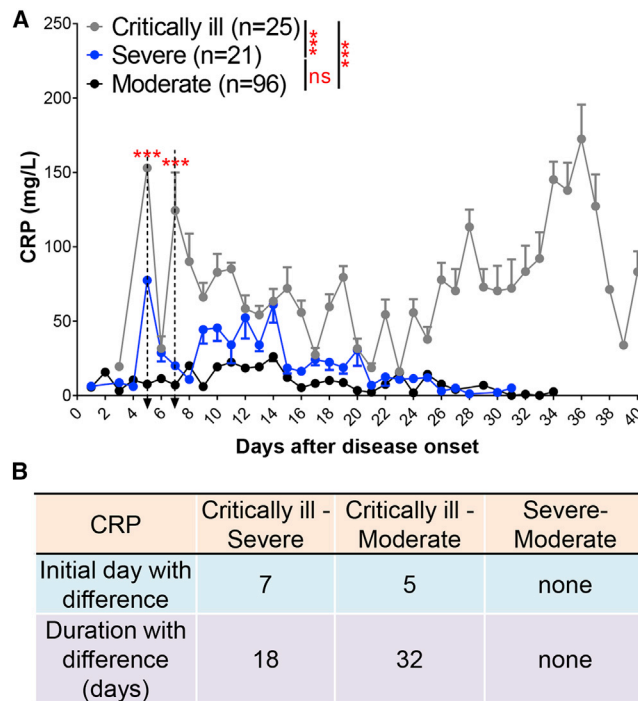 A
250
200
150
100
50
0
CRP (mg/L)
Critically ill (n=25)
Severe (n=21)
Moderate (n=96)
***
ns
***
*** ***
0 2 4 6 8 10 12 14 16 18 20 22 24 26 28 30 32 34 36 38 40
Days after disease onset
B
CRP
Critically ill -
Severe
Critically ill -
Moderate
Severe-
Moderate
Initial day with
difference
7
5
none
Duration with
difference
(days)
18
32
none